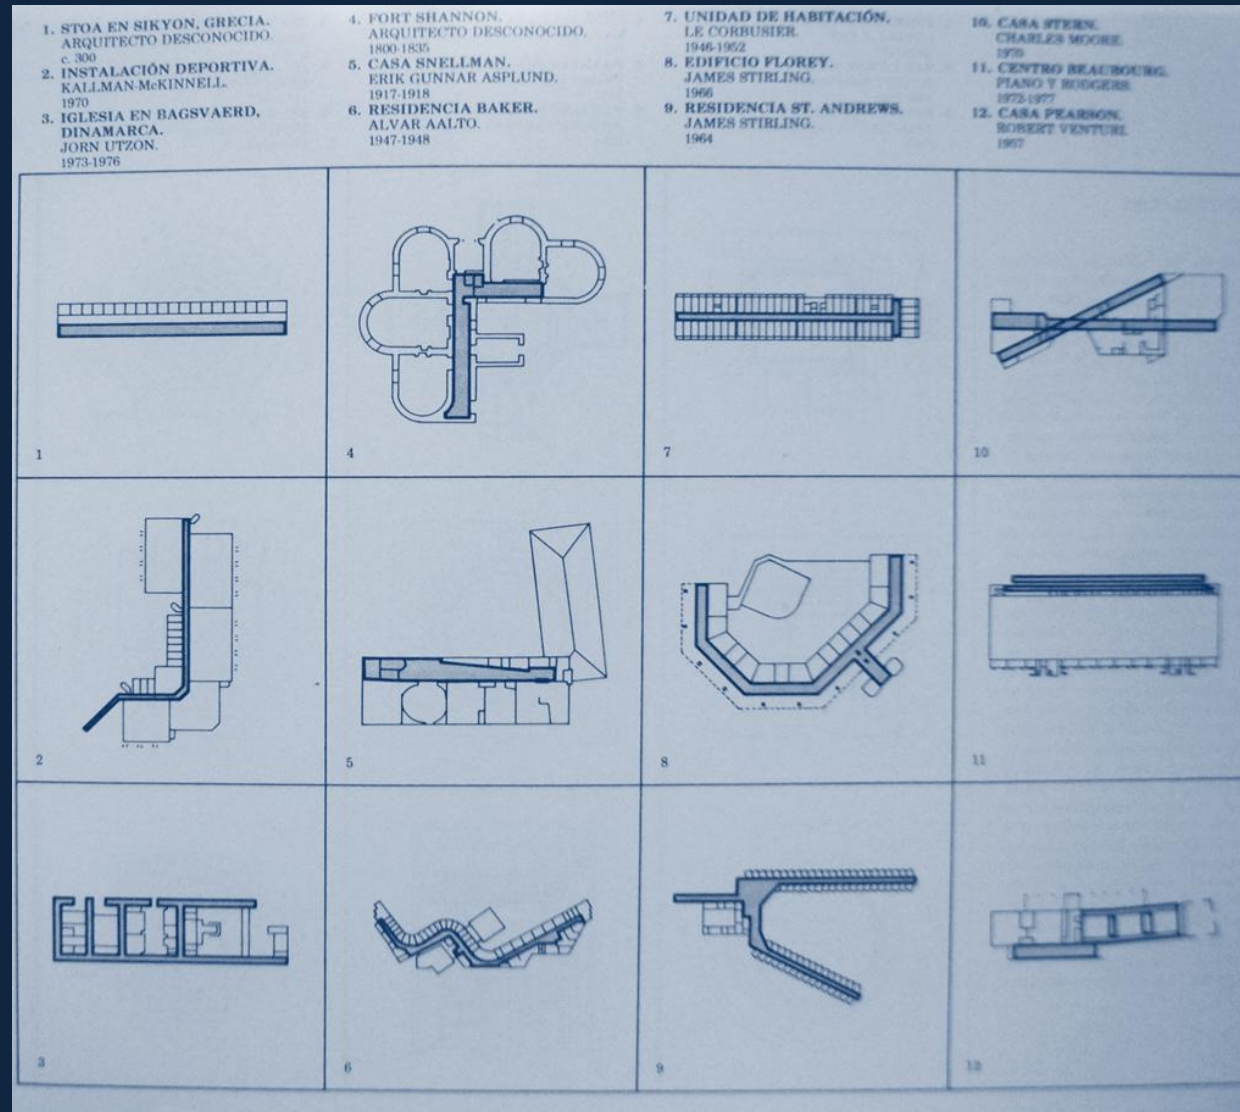 1. STOA EN SIKYON, GRECIA.
ARQUITECTO DESCONOCIDO.
c. 300
2. INSTALACIÓN DEPORTIVA.
KALLMAN-McKINNELL.
1970
3. IGLESIA EN BAGSVAERD,
DINAMARCA.
JORN UTZON.
1973-1976
4. FORT SHANNON.
ARQUITECTO DESCONOCIDO.
1800-1835
5. CASA SNELLMAN.
ERIK GUNNAR ASPLUND.
1917-1918
6. RESIDENCIA BAKER.
ALVAR AALTO.
1947-1948
7. UNIDAD DE HABITACIÓN.
LE CORBUSIER.
1946-1952
8. EDIFICIO FLOREY.
JAMES STIRLING.
1966
9. RESIDENCIA ST. ANDREWS.
JAMES STIRLING.
1964
10. CASA STERN.
CHARLES MOORE.
1970
11. CENTRO BEAUBOURG.
PIANO Y RODGERS.
1972-1977
12. CASA PEARSON.
ROBERT VENTURI.
1957
1
4
7
10
2
5
8
11
3
6
9
12